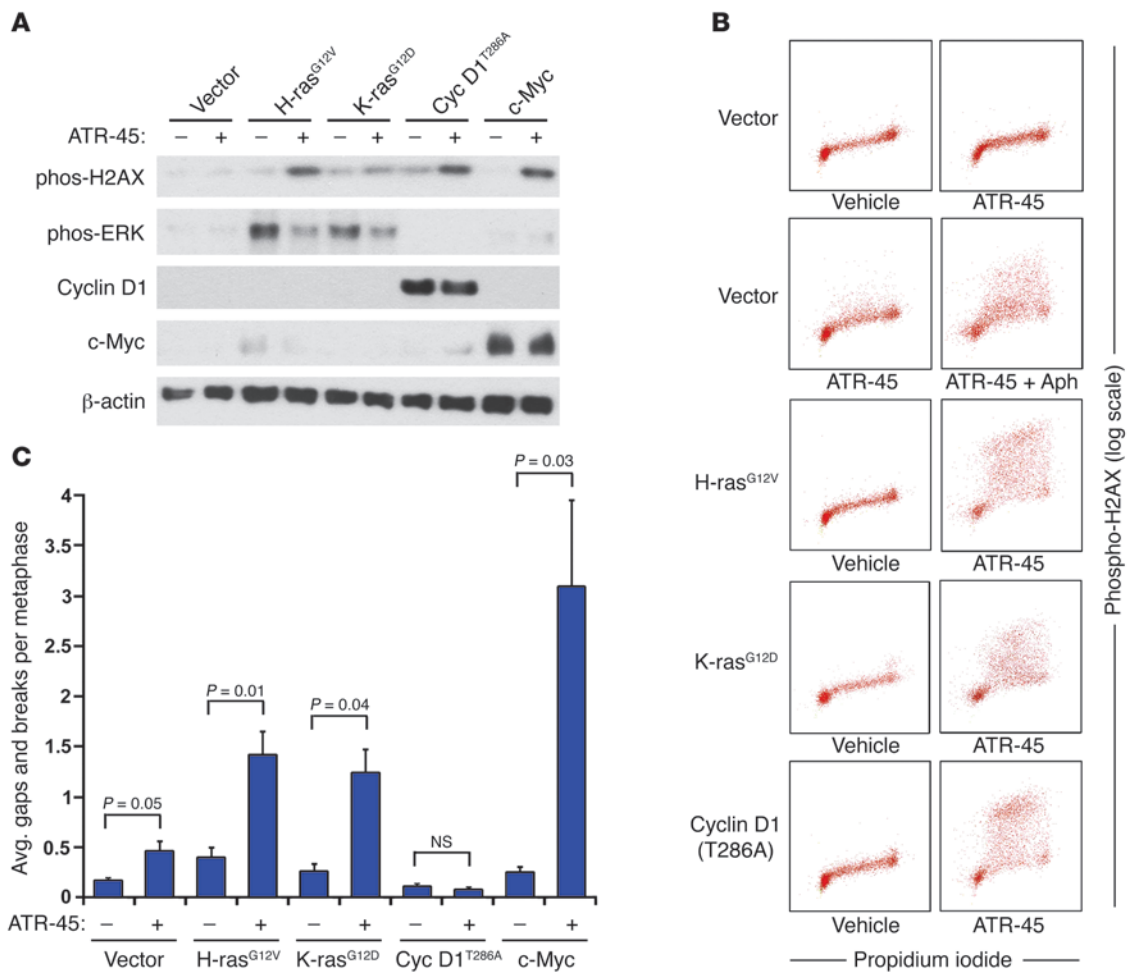 A
Vector H-ras^G12V K-ras^G12D Cyc D1^T286A c-Myc
ATR-45: – + – + – + – + – +
phos-H2AX
phos-ERK
Cyclin D1
c-Myc
β-actin
B
Vector
Vehicle ATR-45
Vector
ATR-45 ATR-45 + Aph
H-ras^G12V
Vehicle ATR-45
K-ras^G12D
Vehicle ATR-45
Cyclin D1
(T286A)
Vehicle ATR-45
Propidium iodide
Phospho-H2AX (log scale)
C
Avg. gaps and breaks per metaphase
4
3.5
3
2.5
2
1.5
1
0.5
0
P = 0.05
P = 0.01
P = 0.04
NS
P = 0.03
ATR-45: – + – + – + – + – +
Vector H-ras^G12V K-ras^G12D Cyc D1^T286A c-Myc